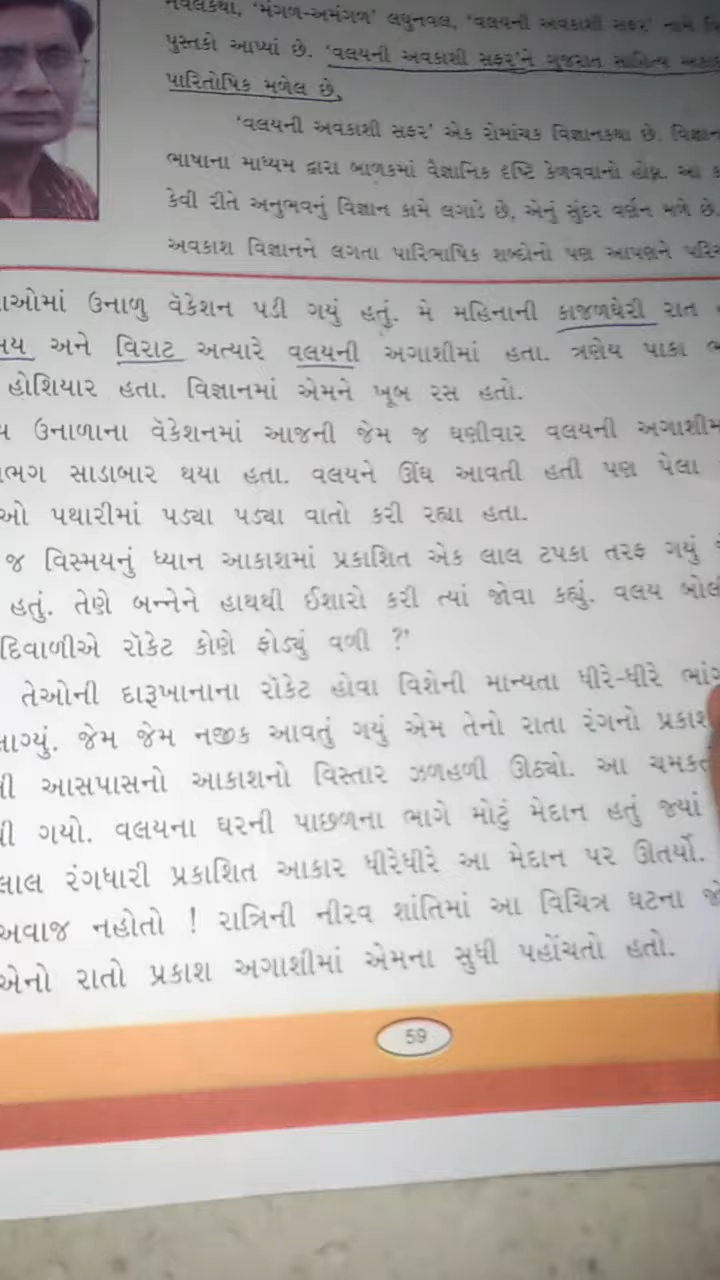 નવલકથા, 'મંગળ-અમંગળ' લઘુનવલ, 'વલયની અવકાશી સફર' નામે
પુસ્તકો આપ્યાં છે. 'વલયની અવકાશી સફર'ને ગુજરાત સાહિત્ય
પારિતોષિક મળેલ છે.
'વલયની અવકાશી સફર' એક રોમાંચક વિજ્ઞાનકથા છે. વિજ્ઞાન
ભાષાના માધ્યમ દ્વારા બાળકમાં વૈજ્ઞાનિક દૃષ્ટિ કેળવવાનો હોય. આ
કેવી રીતે અનુભવનું વિજ્ઞાન કામે લગાડે છે, એનું સુંદર વર્ણન મળે છે.
અવકાશ વિજ્ઞાનને લગતા પારિભાષિક શબ્દોનો પણ આપણને
ઉનાળુ વૅકેશન પડી ગયું હતું. મે મહિનાની કાજળઘેરી રાત
અને વિરાટ અત્યારે વલયની અગાશીમાં હતા. ત્રણેય પાકા
હોશિયાર હતા. વિજ્ઞાનમાં એમને ખૂબ રસ હતો.
ઉનાળાના વૅકેશનમાં આજની જેમ જ ઘણીવાર વલયની
સાડાબાર થયા હતા. વલયને ઊંઘ આવતી હતી પણ પેલા
પથારીમાં પડ્યા પડ્યા વાતો કરી રહ્યા હતા.
જ વિસ્મયનું ધ્યાન આકાશમાં પ્રકાશિત એક લાલ ટપકા તરફ ગયું
હતું. તેણે બન્નેને હાથથી ઈશારો કરી ત્યાં જોવા કહ્યું. વલય
દિવાળીએ રૉકેટ કોણે ફોડ્યું વળી ?'
તેઓની દારૂખાનાના રૉકેટ હોવા વિશેની માન્યતા ધીરે-ધીરે
લાગ્યું. જેમ જેમ નજીક આવતું ગયું એમ તેનો રાતા રંગનો પ્રકાશ
આસપાસનો આકાશનો વિસ્તાર ઝળહળી ઊઠ્યો. આ
ગયો. વલયના ઘરની પાછળના ભાગે મોટું મેદાન હતું જ્યાં
લાલ રંગધારી પ્રકાશિત આકાર ધીરેધીરે આ મેદાન પર ઊતર્યો.
અવાજ નહોતો ! રાત્રિની નીરવ શાંતિમાં આ વિચિત્ર ઘટના
એનો રાતો પ્રકાશ અગાશીમાં એમના સુધી પહોંચતો હતો.
59